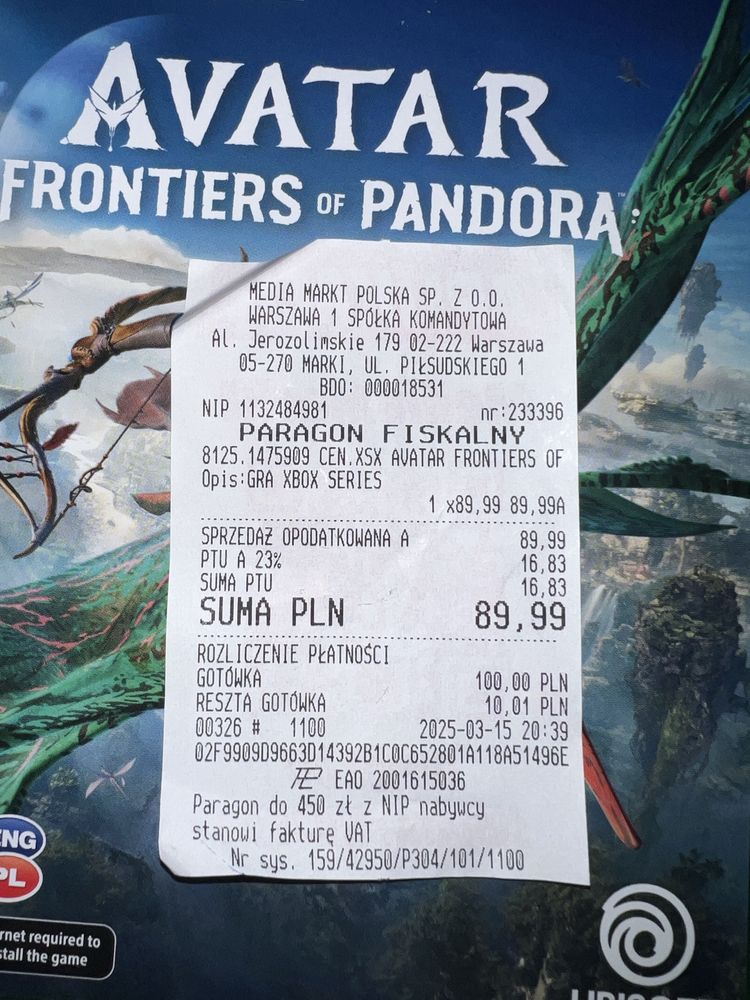 AVATAR
FRONTIERS OF PANDORA™
MEDIA MARKT POLSKA SP. Z O.O.
WARSZAWA 1 SPÓŁKA KOMANDYTOWA
Al. Jerozolimskie 179 02-222 Warszawa
05-270 MARKI, UL. PIŁSUDSKIEGO 1
BDO: 000018531
NIP 1132484981 nr:233396
PARAGON FISKALNY
8125.1475909 CEN.XSX AVATAR FRONTIERS OF
Opis:GRA XBOX SERIES
1 x89,99 89,99A
SPRZEDAŻ OPODATKOWANA A 89,99
PTU A 23% 16,83
SUMA PTU 16,83
SUMA PLN 89,99
ROZLICZENIE PŁATNOŚCI
GOTÓWKA 100,00 PLN
RESZTA GOTÓWKA 10,01 PLN
00326 # 1100 2025-03-15 20:39
02F9909D9663D14392B1C0C652801A118A51496E
EAO 2001615036
Paragon do 450 zł z NIP nabywcy
stanowi fakturę VAT
Nr sys. 159/42950/P304/101/1100
ENG
PL
required to
the game